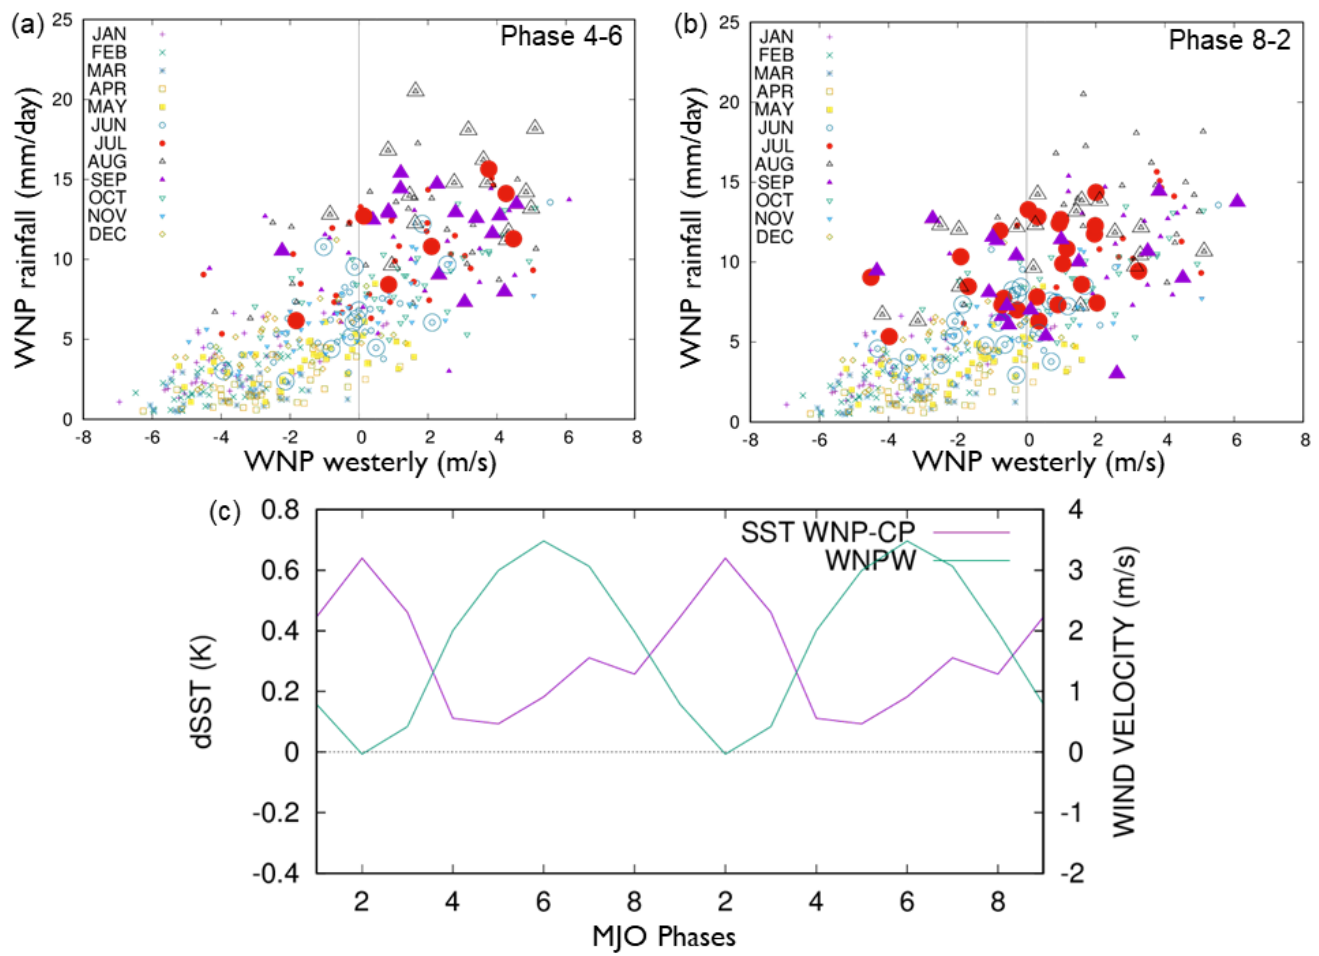 (a)
Phase 4-6
WNP rainfall (mm/day)
25
20
15
10
5
0
JAN
FEB
MAR
APR
MAY
JUN
JUL
AUG
SEP
OCT
NOV
DEC
-8 -6 -4 -2 0 2 4 6 8
WNP westerly (m/s)
(b)
Phase 8-2
WNP rainfall (mm/day)
25
20
15
10
5
0
JAN
FEB
MAR
APR
MAY
JUN
JUL
AUG
SEP
OCT
NOV
DEC
-8 -6 -4 -2 0 2 4 6 8
WNP westerly (m/s)
(c)
SST WNP-CP
WNPW
dSST (K)
0.8
0.6
0.4
0.2
0
-0.2
-0.4
WIND VELOCITY (m/s)
4
3
2
1
0
-1
-2
2 4 6 8 2 4 6 8
MJO Phases